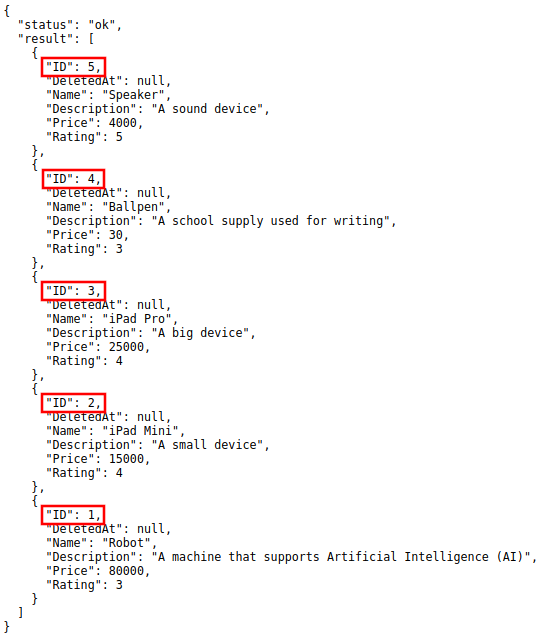 {
  "status": "ok",
  "result": [
    {
      "ID": 5,
      "DeletedAt": null,
      "Name": "Speaker",
      "Description": "A sound device",
      "Price": 4000,
      "Rating": 5
    },
    {
      "ID": 4,
      "DeletedAt": null,
      "Name": "Ballpen",
      "Description": "A school supply used for writing",
      "Price": 30,
      "Rating": 3
    },
    {
      "ID": 3,
      "DeletedAt": null,
      "Name": "iPad Pro",
      "Description": "A big device",
      "Price": 25000,
      "Rating": 4
    },
    {
      "ID": 2,
      "DeletedAt": null,
      "Name": "iPad Mini",
      "Description": "A small device",
      "Price": 15000,
      "Rating": 4
    },
    {
      "ID": 1,
      "DeletedAt": null,
      "Name": "Robot",
      "Description": "A machine that supports Artificial Intelligence (AI)",
      "Price": 80000,
      "Rating": 3
    }
  ]
}